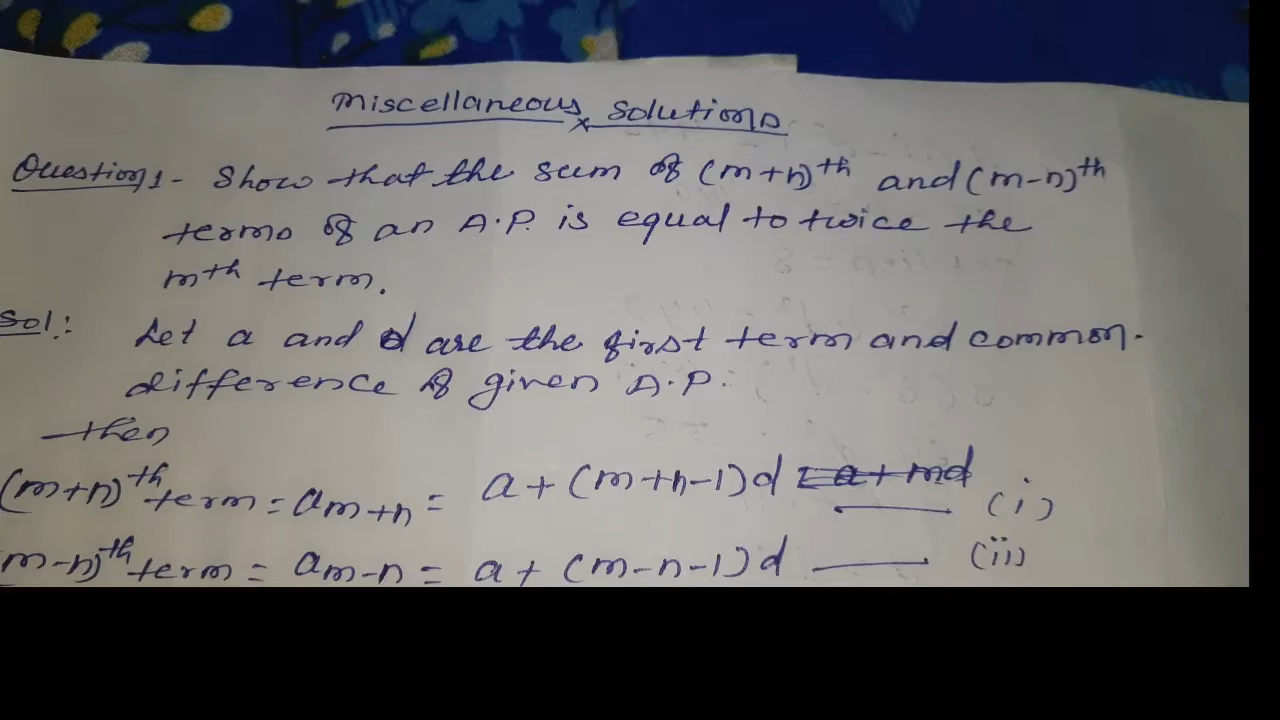 Miscellaneous Solutions
Question 1- Show that the sum of (m+n)ᵗʰ and (m-n)ᵗʰ
terms of an A.P. is equal to twice the
mᵗʰ term.
Sol:
Let a and d are the first term and common
difference of given A.P.
then
(m+n)ᵗʰ term = aₘ₊ₙ = a + (m+n-1)d = a + md (i)
m-n)ᵗʰ term = aₘ₋ₙ = a + (m-n-1)d (ii)